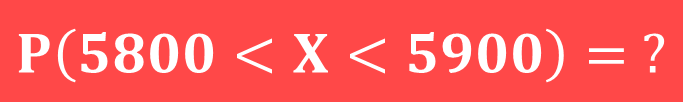 P(5800 < X < 5900) = ?